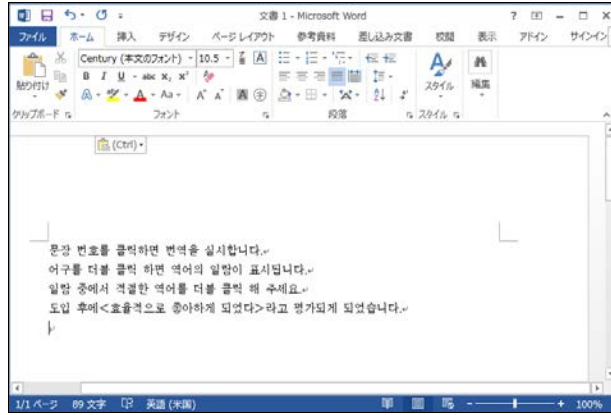 文書 1 - Microsoft Word
ファイル ホーム 挿入 デザイン ページ レイアウト 参考資料 差し込み文書 校閲 表示 アドイン サインイン
Century (本文のフォント) 10.5
貼り付け
B I U abc x₂ x²
Aa
スタイル 編集
クリップボード フォント 段落 スタイル
(Ctrl)
문장 번호를 클릭하면 번역을 실시합니다.
어구를 더블 클릭 하면 역어의 일람이 표시됩니다.
일람 중에서 적절한 역어를 더블 클릭 해 주세요.
도입 후에<효율적으로 좋아하게 되었다>라고 평가되게 되었습니다.
1/1 ページ 89 文字 英語 (米国) 100%